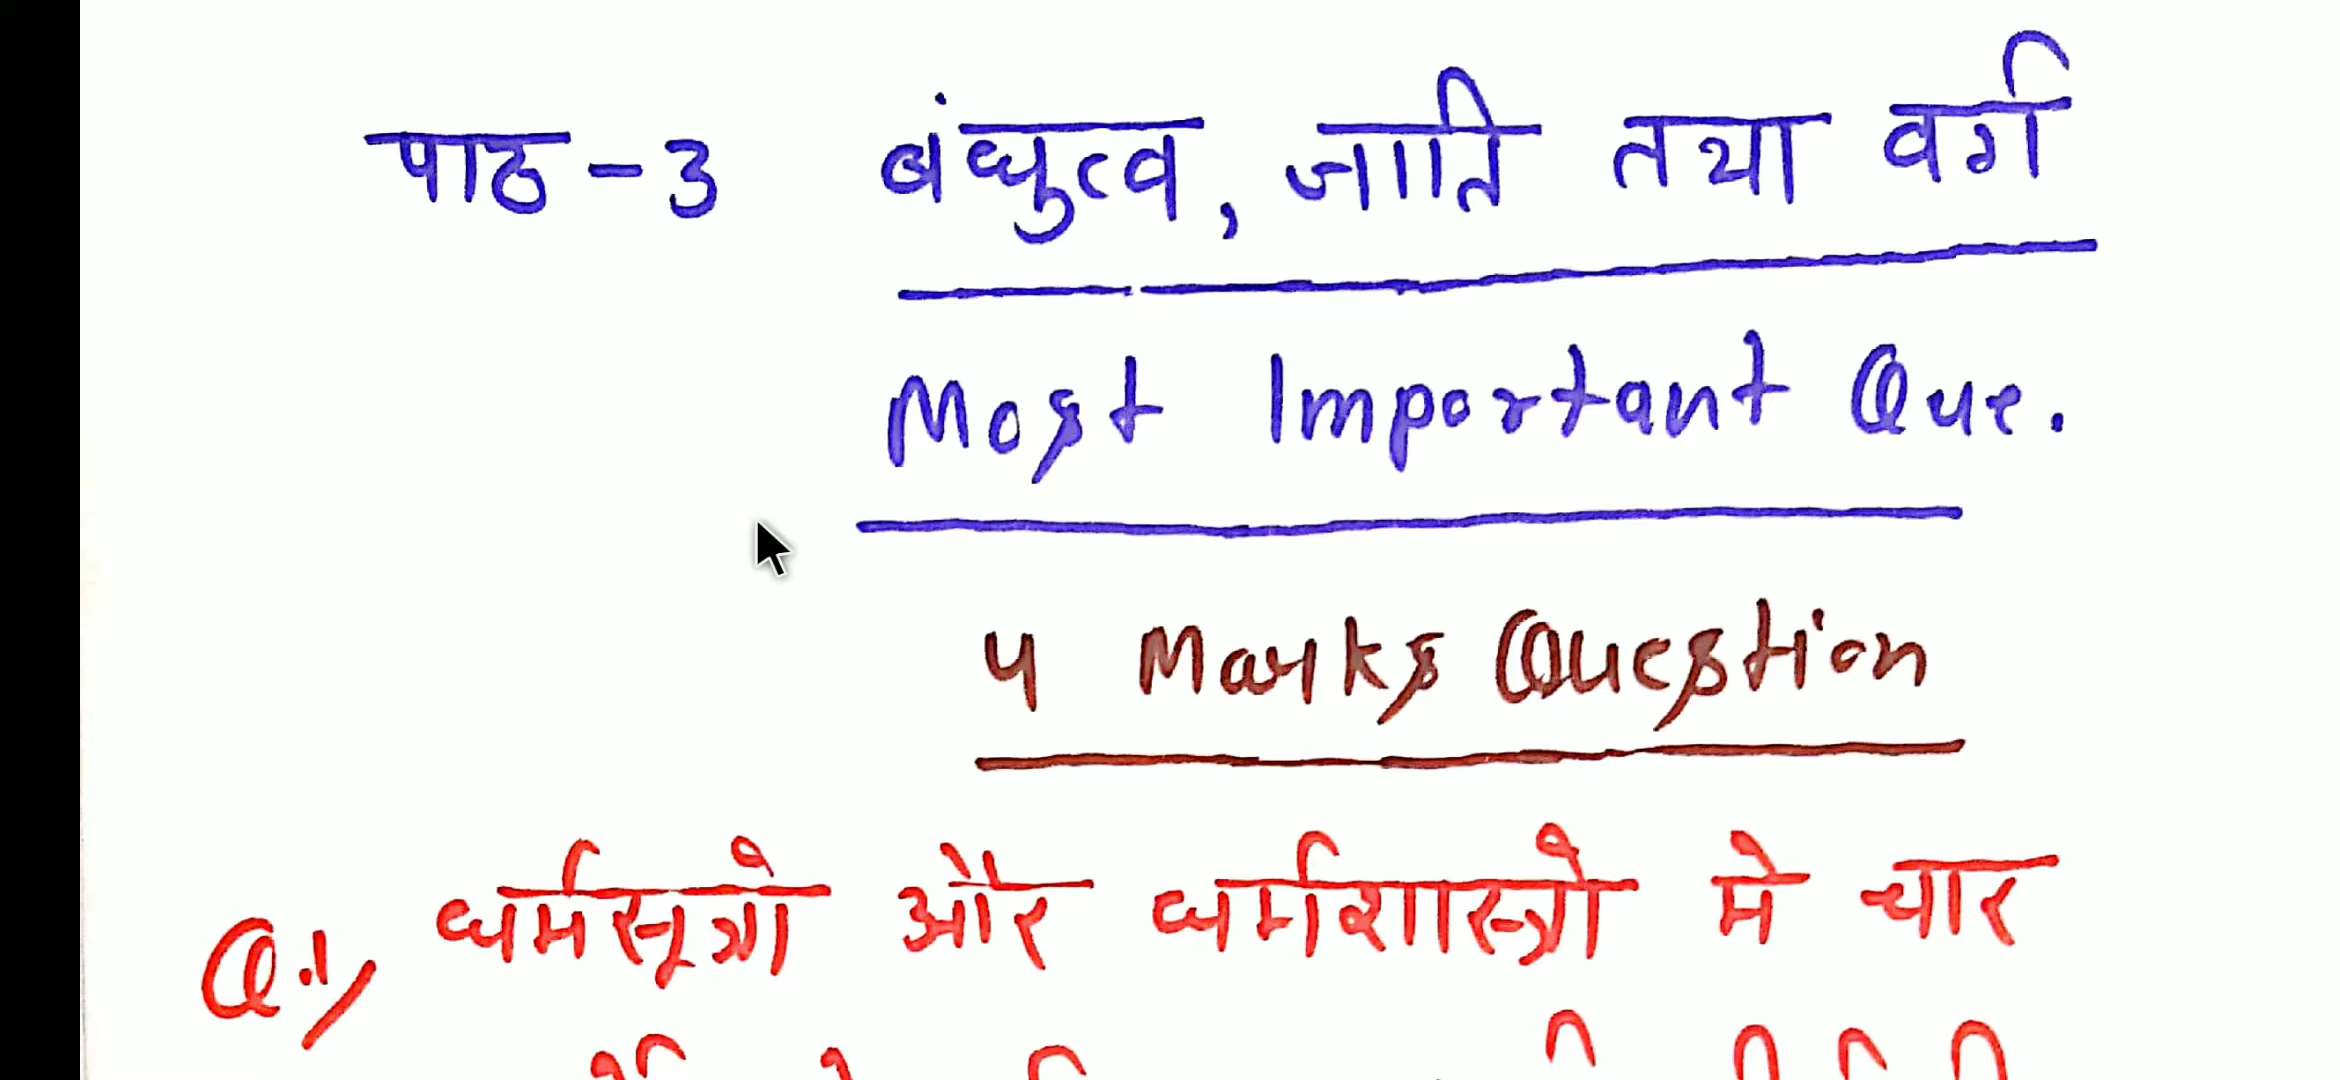 पाठ - 3 बंधुत्व, जाति तथा वर्ग
Most Important Que.
4 Marks Question
Q.1, धर्मसूत्रो और धर्मशास्त्रो मे चार